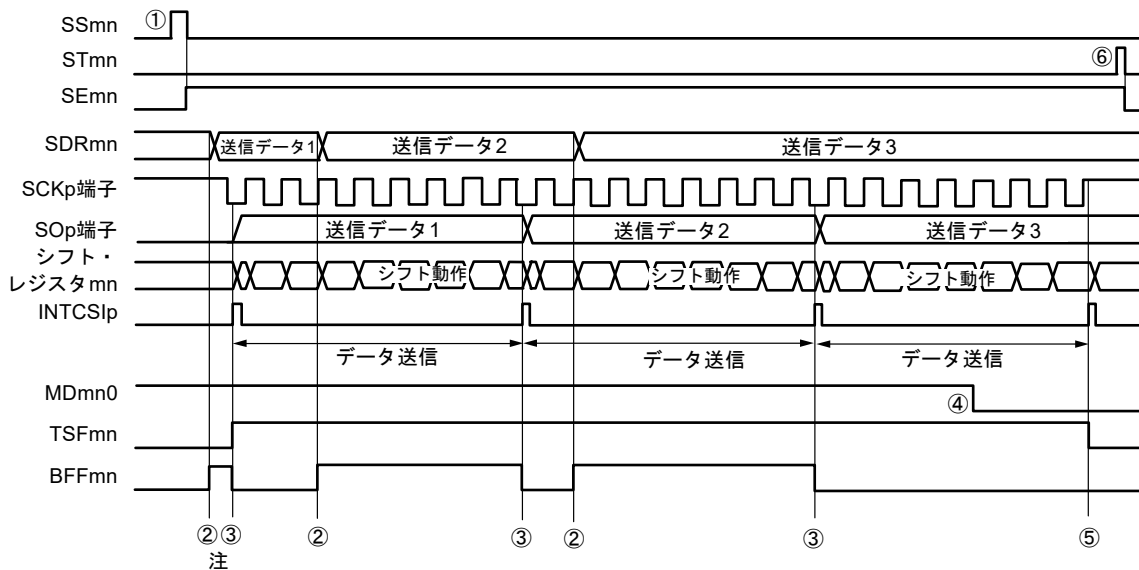 SSmn ①
STmn ⑥
SEmn
SDRmn 送信データ1 送信データ2 送信データ3
SCKp端子
SOp端子 送信データ1 送信データ2 送信データ3
シフト・
レジスタmn シフト動作 シフト動作 シフト動作
INTCSIp
データ送信 データ送信 データ送信
MDmn0 ④
TSFmn
BFFmn
② ③ ② ③ ② ③ ⑤
注